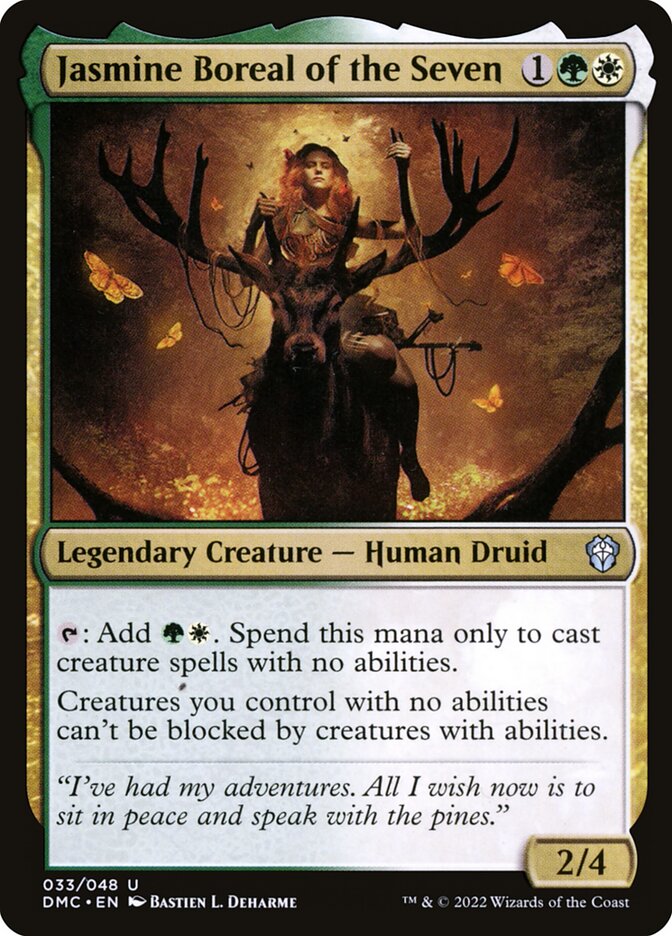 Jasmine Boreal of the Seven 1
Legendary Creature — Human Druid
: Add . Spend this mana only to cast
creature spells with no abilities.
Creatures you control with no abilities
can't be blocked by creatures with abilities.
“I've had my adventures. All I wish now is to
sit in peace and speak with the pines.”
2/4
033/048 U
DMC • EN Bastien L. Deharme
™ & © 2022 Wizards of the Coast